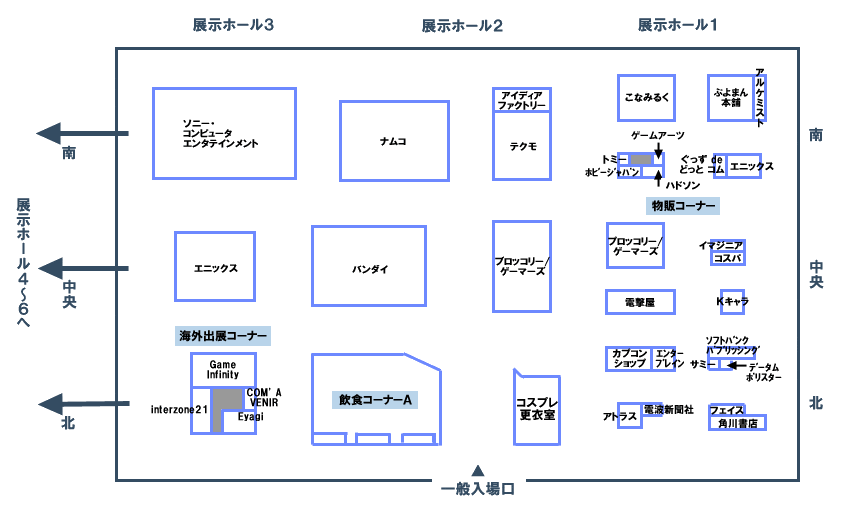 展示ホール3
展示ホール2
展示ホール1
ソニー・
コンピュータ
エンタテインメント
ナムコ
アイディア
ファクトリー
テクモ
こなみるく
ぷよまん
本舗
アルケミスト
南
南
ゲームアーツ
トミー
ホビージャパン
ハドソン
ぐっず de
どっと コム
エニックス
物販コーナー
展示ホール4〜6へ
中央
エニックス
バンダイ
ブロッコリー/
ゲーマーズ
ブロッコリー/
ゲーマーズ
イマジニア
コスパ
中央
電撃屋
Kキャラ
海外出展コーナー
Game
Infinity
interzone21
COM'A
VENIR
Eyagi
飲食コーナーA
コスプレ
更衣室
カプコン
ショップ
エンター
ブレイン
ソフトバンク
パブリッシング
サミー
データム
ポリスター
アトラス
電波新聞社
フェイス
角川書店
北
北
一般入場口